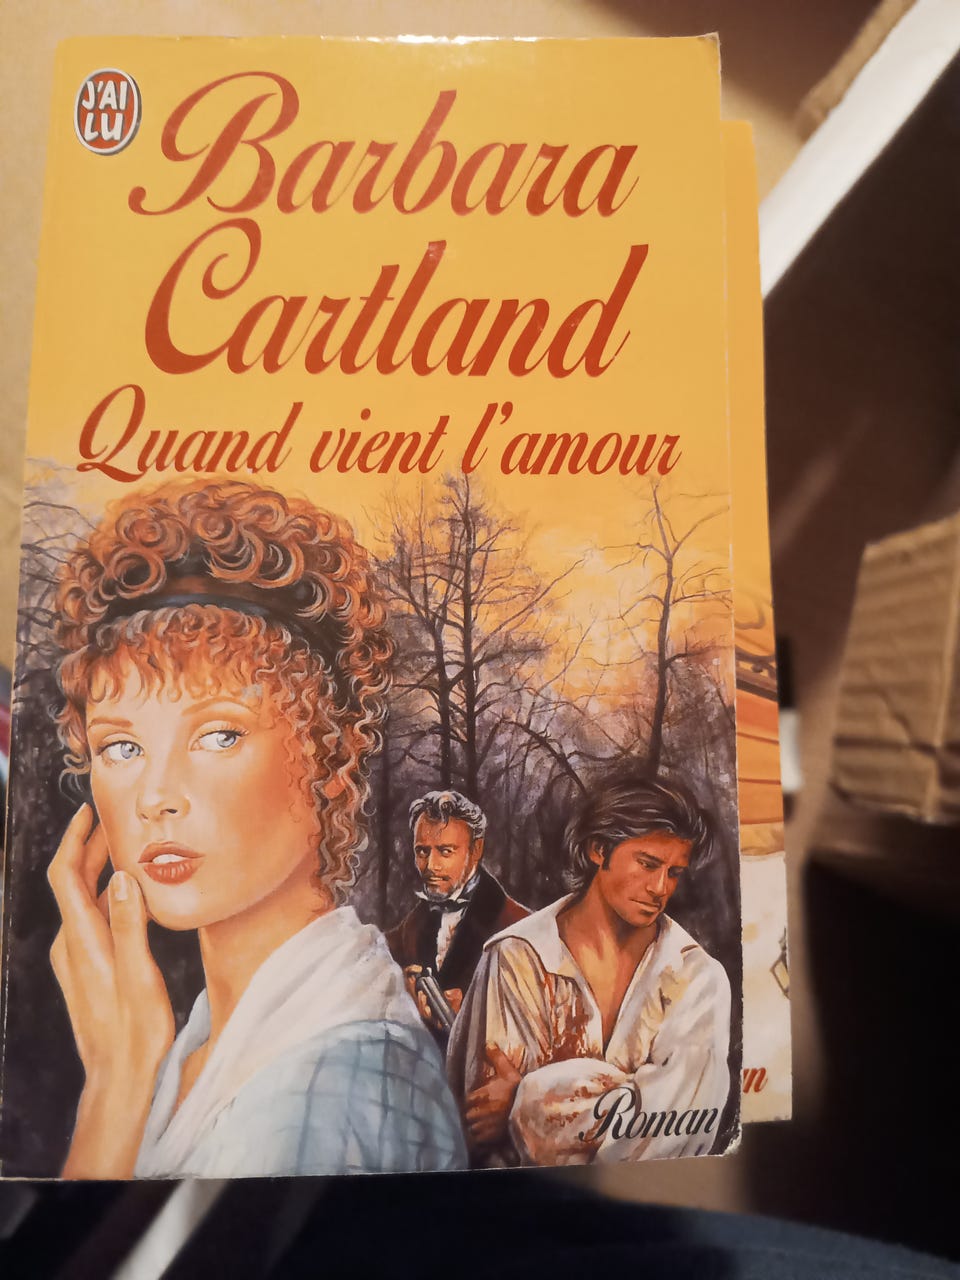 J'AI
LU
Barbara
Cartland
Quand vient l'amour
Roman